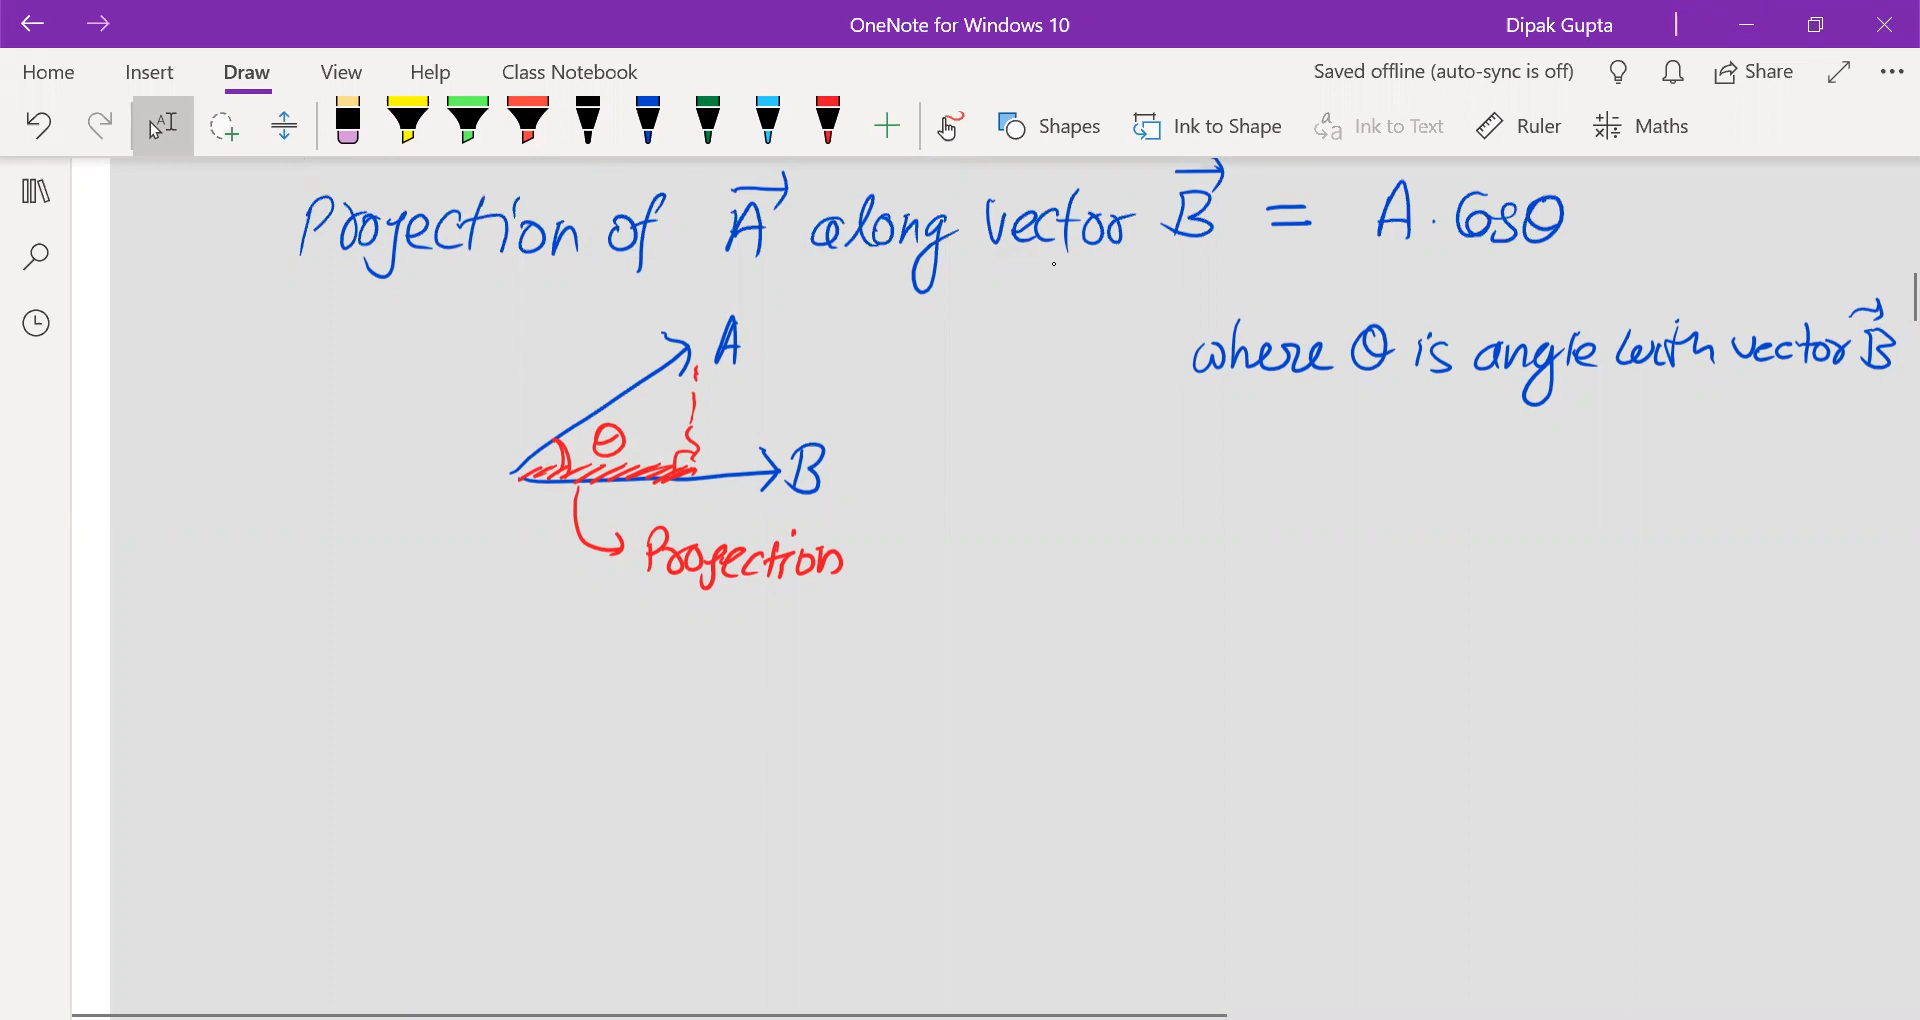 OneNote for Windows 10
Dipak Gupta
Home Insert Draw View Help Class Notebook
Saved offline (auto-sync is off) Share
Shapes Ink to Shape Ink to Text Ruler Maths
Projection of A⃗ along vector B⃗ = A . Cosθ
where θ is angle with vector B⃗
A
θ
B
Projection